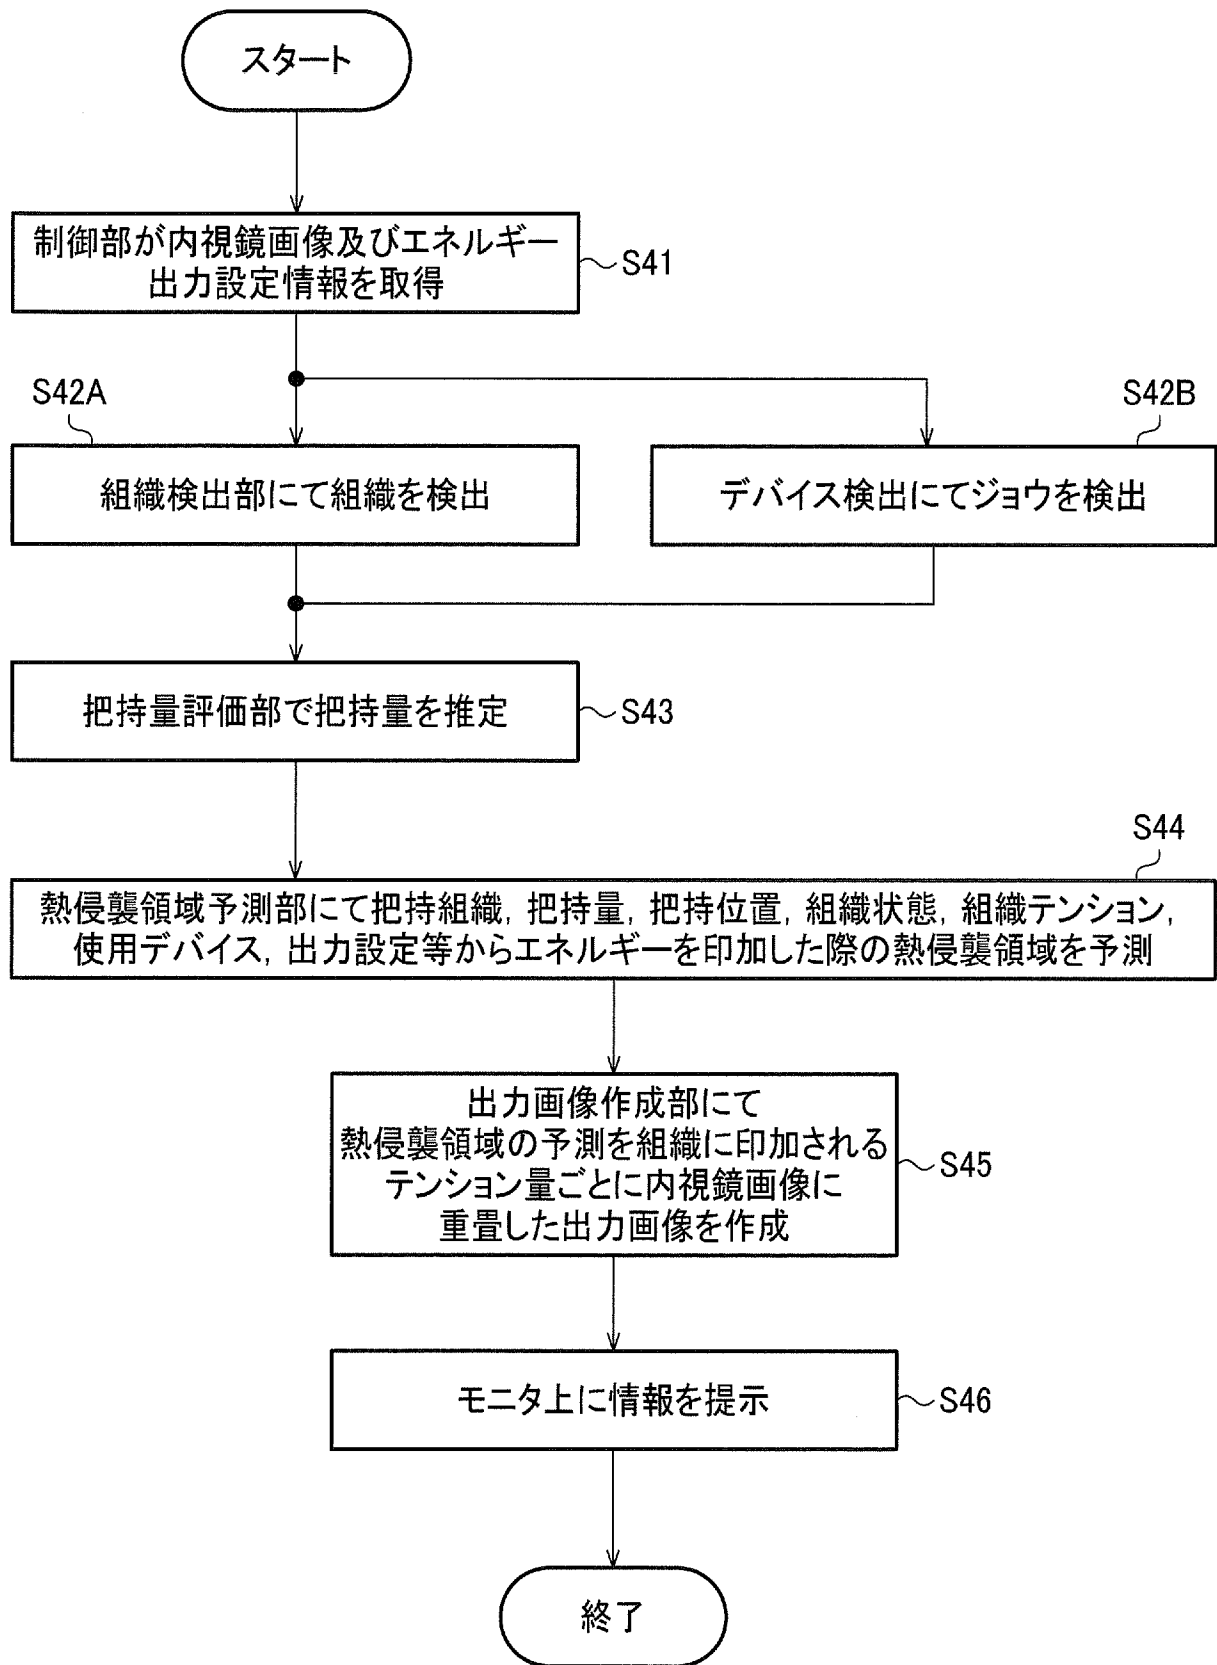 スタート
制御部が内視鏡画像及びエネルギー
出力設定情報を取得
S41
S42A
S42B
組織検出部にて組織を検出
デバイス検出にてジョウを検出
把持量評価部で把持量を推定
S43
S44
熱侵襲領域予測部にて把持組織, 把持量, 把持位置, 組織状態, 組織テンション,
使用デバイス, 出力設定等からエネルギーを印加した際の熱侵襲領域を予測
出力画像作成部にて
熱侵襲領域の予測を組織に印加される
テンション量ごとに内視鏡画像に
重畳した出力画像を作成
S45
モニタ上に情報を提示
S46
終了